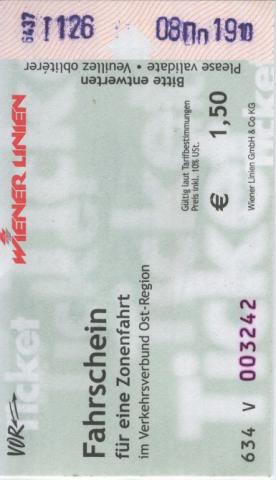 6437 1126 08Пn 1910
Bitte entwerten
Please validate • Veuillez oblitérer
WIENER LINIEN
Gültig laut Tarifbestimmungen
Preis inkl. 10% USt.
€ 1,50
Wiener Linien GmbH & Co KG
VOR
Ticket
Fahrschein
für eine Zonenfahrt
im Verkehrsverbund Ost-Region
634 V 003242